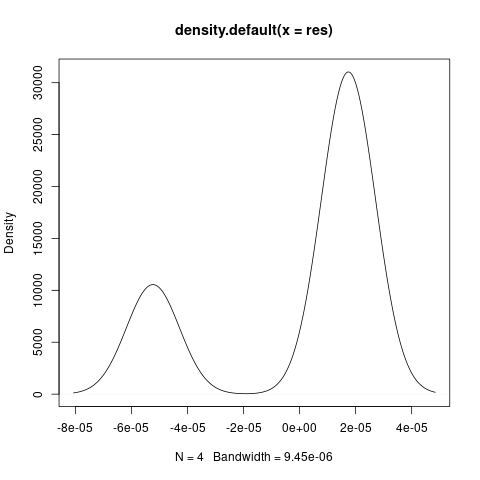 density.default(x = res)
Density
30000
25000
20000
15000
10000
5000
0
-8e-05 -6e-05 -4e-05 -2e-05 0e+00 2e-05 4e-05
N = 4 Bandwidth = 9.45e-06